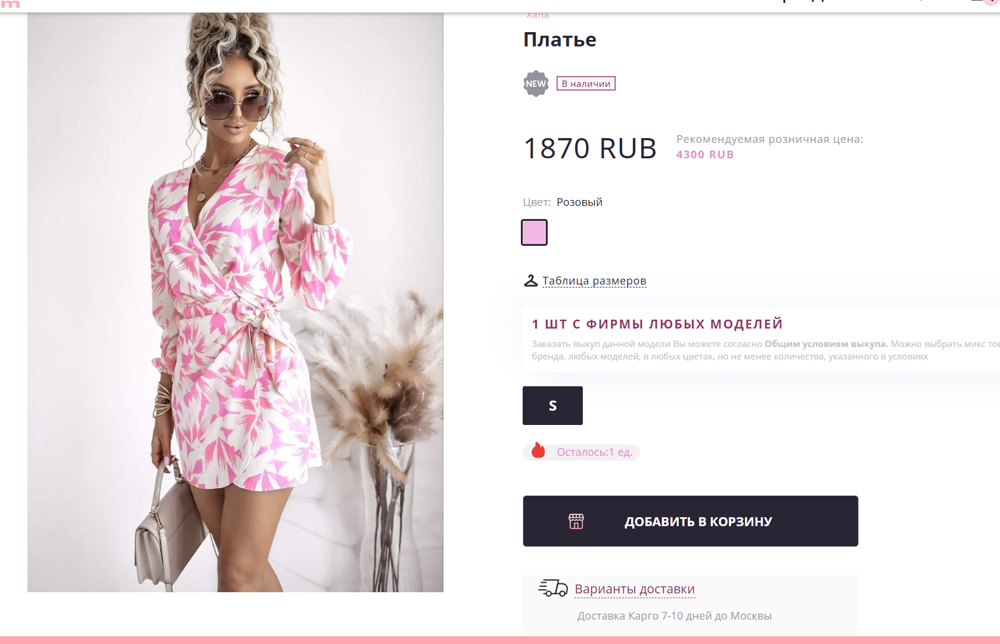 m
Xana
Платье
NEW
В наличии
1870 RUB
Рекомендуемая розничная цена:
4300 RUB
Цвет: Розовый
Таблица размеров
1 ШТ С ФИРМЫ ЛЮБЫХ МОДЕЛЕЙ
Заказать выкуп данной модели Вы можете согласно Общим условиям выкупа. Можно выбрать микс
бренда, любых моделей, в любых цветах, но не менее количества, указанного в условиях
S
Осталось:1 ед.
ДОБАВИТЬ В КОРЗИНУ
Варианты доставки
Доставка Карго 7-10 дней до Москвы